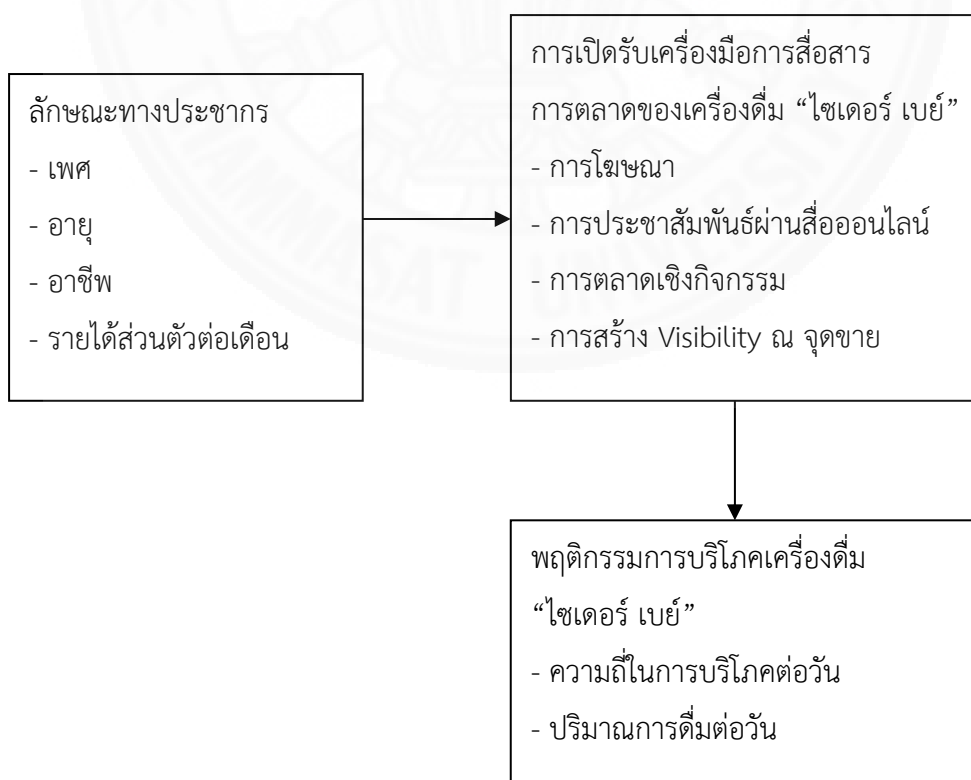 ลักษณะทางประชากร
- เพศ
- อายุ
- อาชีพ
- รายได้ส่วนตัวต่อเดือน
การเปิดรับเครื่องมือการสื่อสาร
การตลาดของเครื่องดื่ม “ไซเดอร์ เบย์”
- การโฆษณา
- การประชาสัมพันธ์ผ่านสื่อออนไลน์
- การตลาดเชิงกิจกรรม
- การสร้าง Visibility ณ จุดขาย
พฤติกรรมการบริโภคเครื่องดื่ม
“ไซเดอร์ เบย์”
- ความถี่ในการบริโภคต่อวัน
- ปริมาณการดื่มต่อวัน